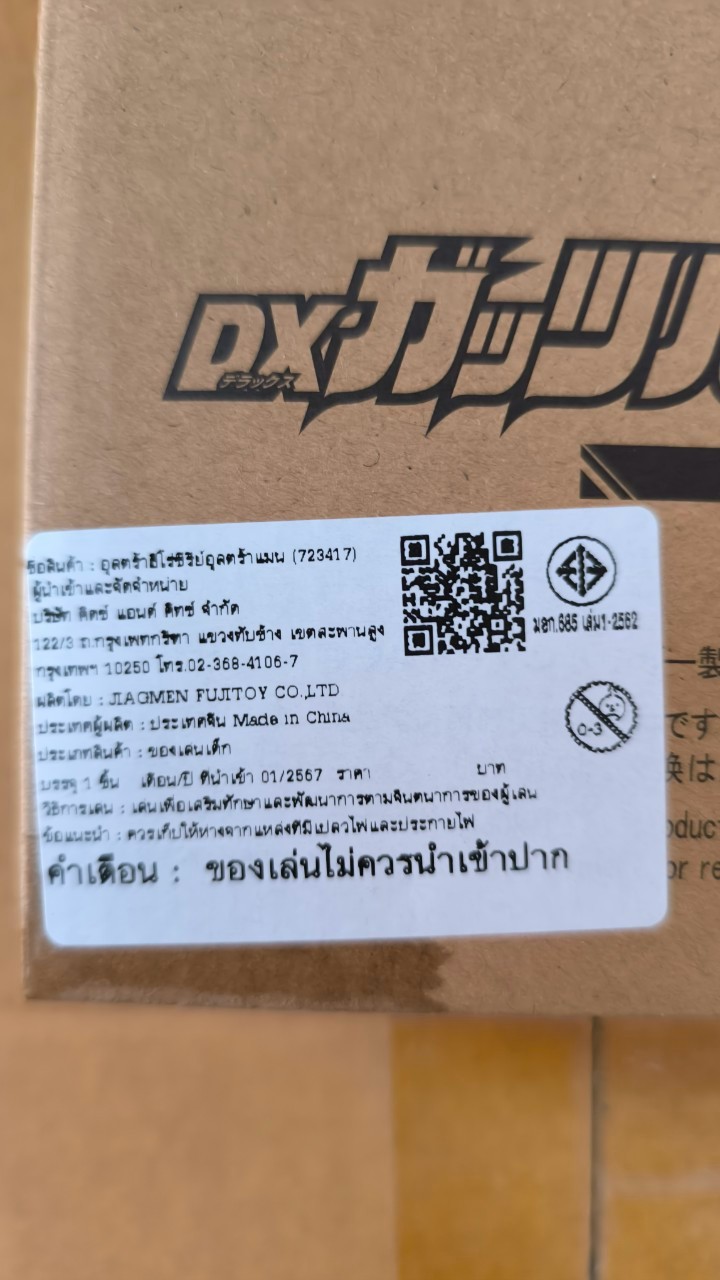 DXガッツ
デラックス
ชื่อสินค้า : อุลตร้าฮีโร่ซีรีย์อุลตร้าแมน (723417)
ผู้นำเข้าและจัดจำหน่าย
บริษัท คิดซ์ แอนด์ คิทซ์ จำกัด
122/3 ถ.กรุงเทพกรีฑา แขวงทับช้าง เขตสะพานสูง
กรุงเทพฯ 10250 โทร.02-368-4106-7
ผลิตโดย : JIAGMEN FUJITOY CO.,LTD
ประเทศผู้ผลิต : ประเทศจีน Made in China
ประเภทสินค้า : ของเล่นเด็ก
บรรจุ 1 ชิ้น เดือน/ปี ที่นำเข้า 01/2567 ราคา บาท
วิธีการเล่น : เล่นเพื่อเสริมทักษะและพัฒนาการตามจินตนาการของผู้เล่น
ข้อแนะนำ : ควรเก็บให้ห่างจากแหล่งที่มีเปลวไฟและประกายไฟ
คำเตือน : ของเล่นไม่ควรนำเข้าปาก
มอก.685 เล่ม1-2562
0-3
ー製
です
換は